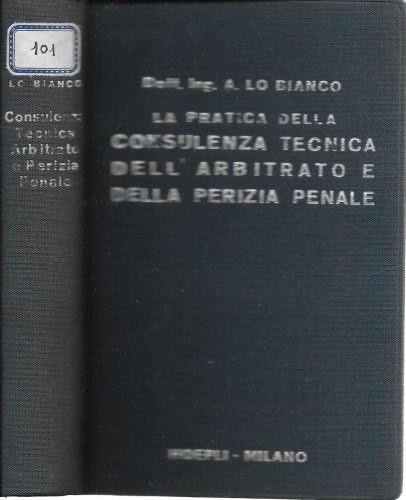 101
LO BIANCO
Consulenza
Tecnica
Arbitrato
e Perizia
Penale
Dott. Ing. A. LO BIANCO
LA PRATICA DELLA
CONSULENZA TECNICA
DELL'ARBITRATO E
DELLA PERIZIA PENALE
HOEPLI - MILANO